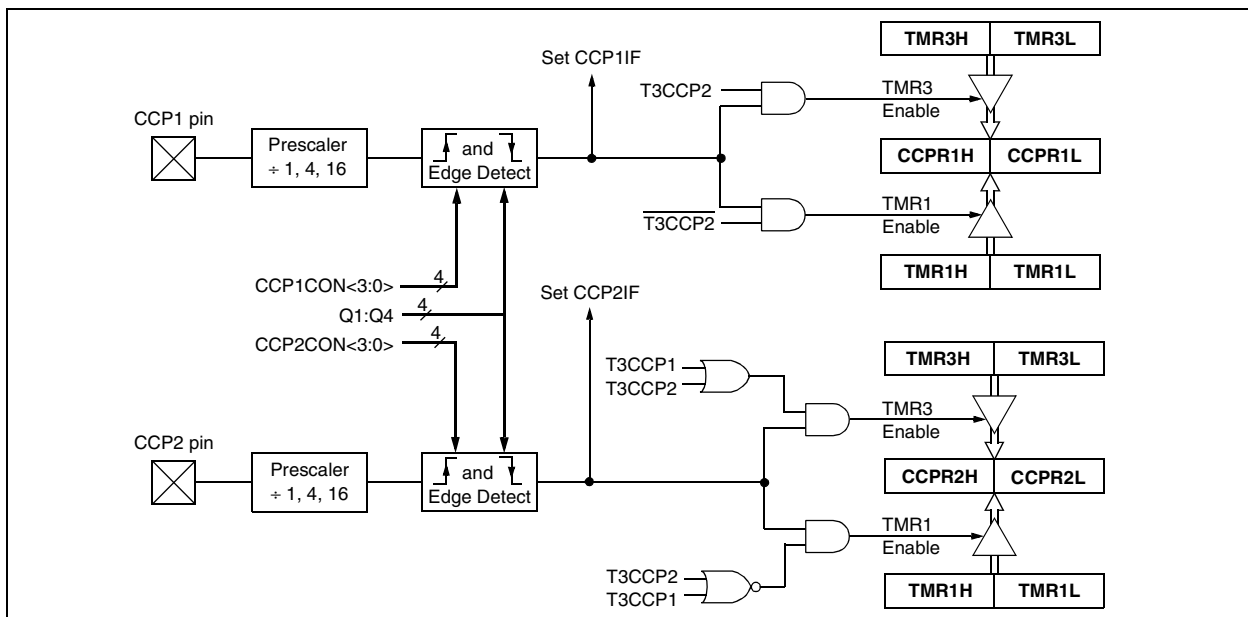 TMR3H TMR3L
Set CCP1IF
T3CCP2
TMR3
Enable
CCP1 pin
Prescaler
÷ 1, 4, 16
and
Edge Detect
CCPR1H CCPR1L
TMR1
Enable
T3CCP2
TMR1H TMR1L
CCP1CON<3:0> 4
Q1:Q4 4
CCP2CON<3:0> 4
Set CCP2IF
TMR3H TMR3L
T3CCP1
T3CCP2
TMR3
Enable
CCP2 pin
Prescaler
÷ 1, 4, 16
and
Edge Detect
CCPR2H CCPR2L
TMR1
Enable
T3CCP2
T3CCP1
TMR1H TMR1L